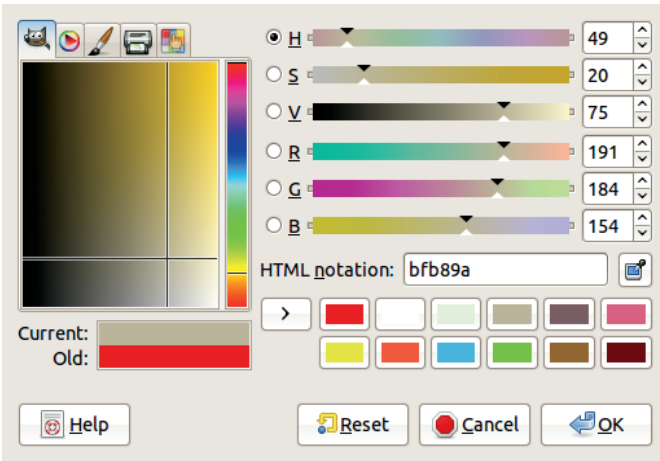 H 49
S 20
V 75
R 191
G 184
B 154
HTML notation: bfb89a
Current:
Old:
Help Reset Cancel OK